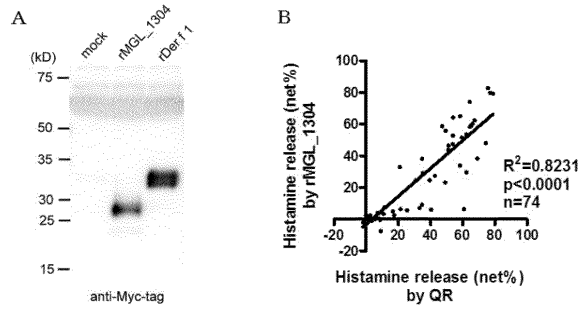 A
(kD)
mock
rMGL_1304
rDer f 1
75
50
35
30
25
15
anti-Myc-tag
B
Histamine release (net%)
by rMGL_1304
100
80
60
40
20
-20
-20
20
40
60
80
100
R²=0.8231
p<0.0001
n=74
Histamine release (net%)
by QR